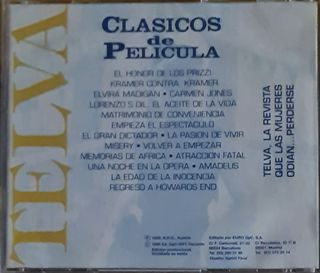 TELVA
CLASICOS
de
PELICULA
EL HONOR DE LOS PRIZZI
KRAMER CONTRA KRAMER
ELVIRA MADIGAN • CARMEN JONES
LORENZO S OIL. EL ACEITE DE LA VIDA
MATRIMONIO DE CONVENIENCIA
EMPIEZA EL ESPECTACULO
EL GRAN DICTADOR • LA PASION DE VIVIR
MISERY • VOLVER A EMPEZAR
MEMORIAS DE AFRICA • ATRACCION FATAL
UNA NOCHE EN LA OPERA • AMADEUS
LA EDAD DE LA INOCENCIA
REGRESO A HOWARDS END
TELVA. LA REVISTA
QUE LAS MUJERES
ODIAN...PERDERSE
Editado por